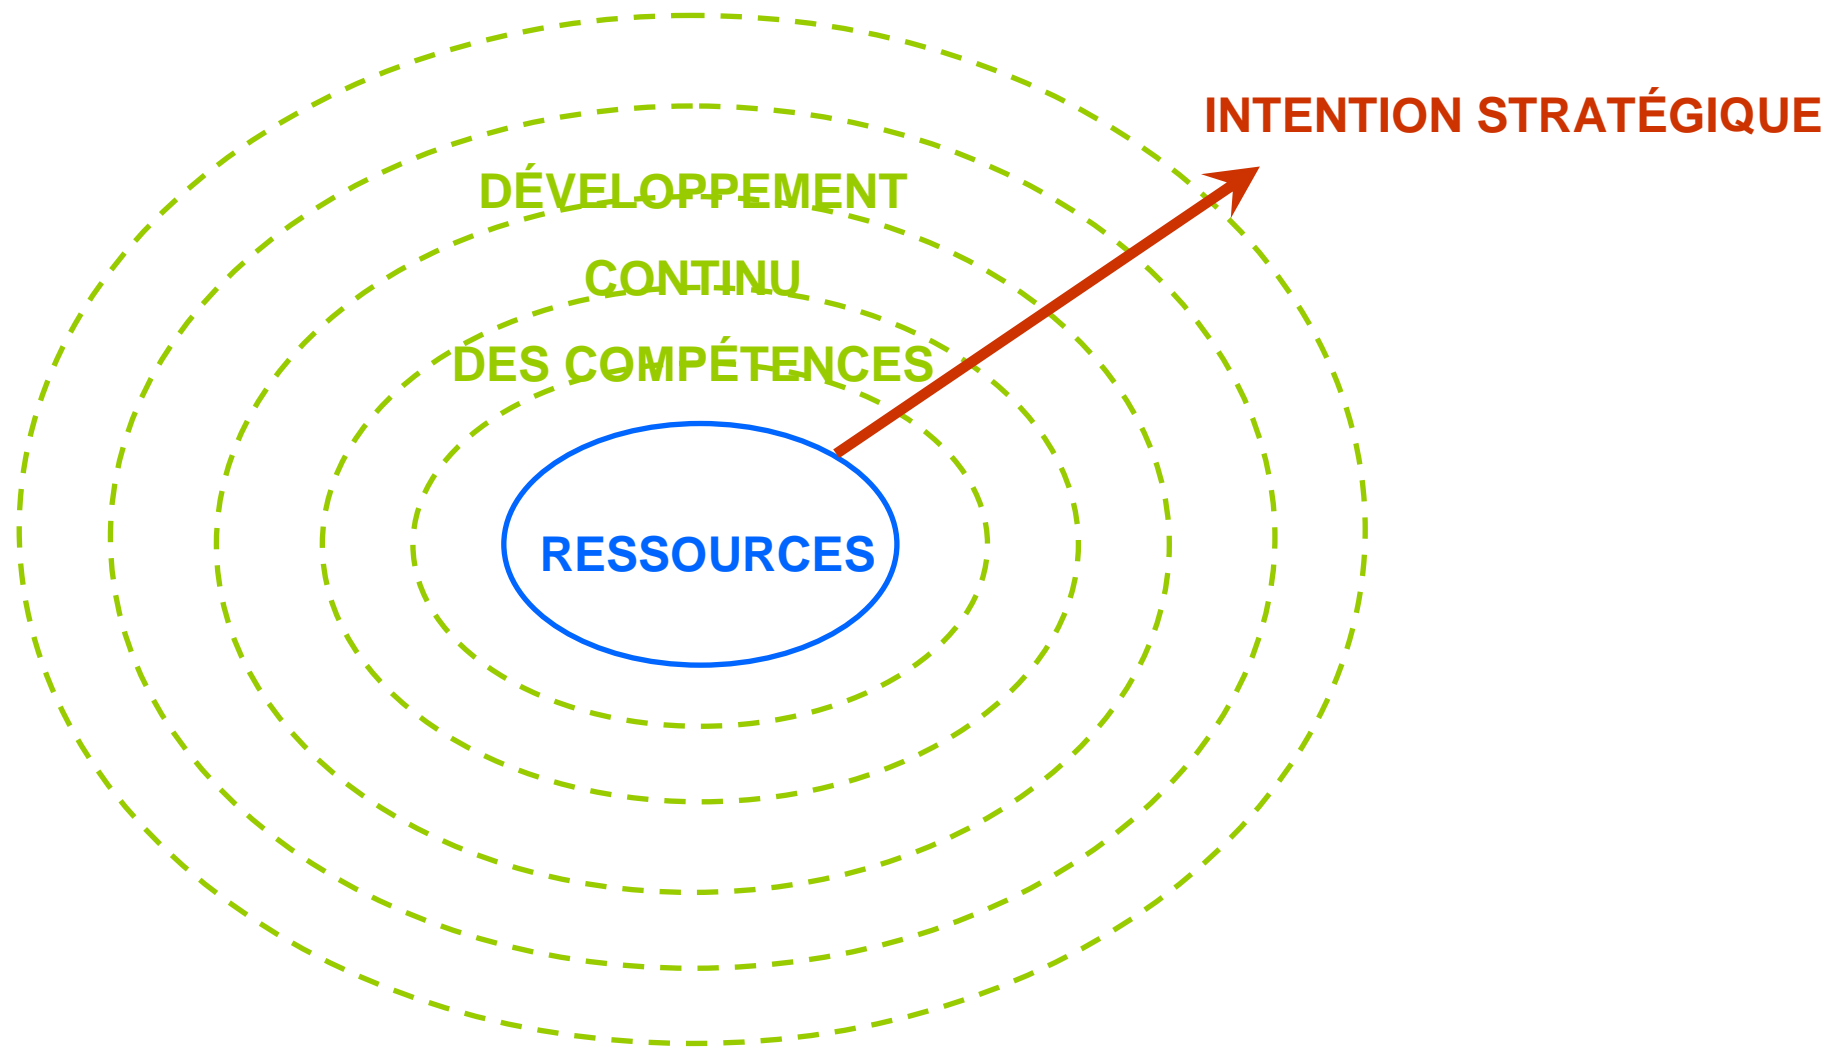 INTENTION STRATÉGIQUE
DÉVELOPPEMENT
CONTINU
DES COMPÉTENCES
RESSOURCES